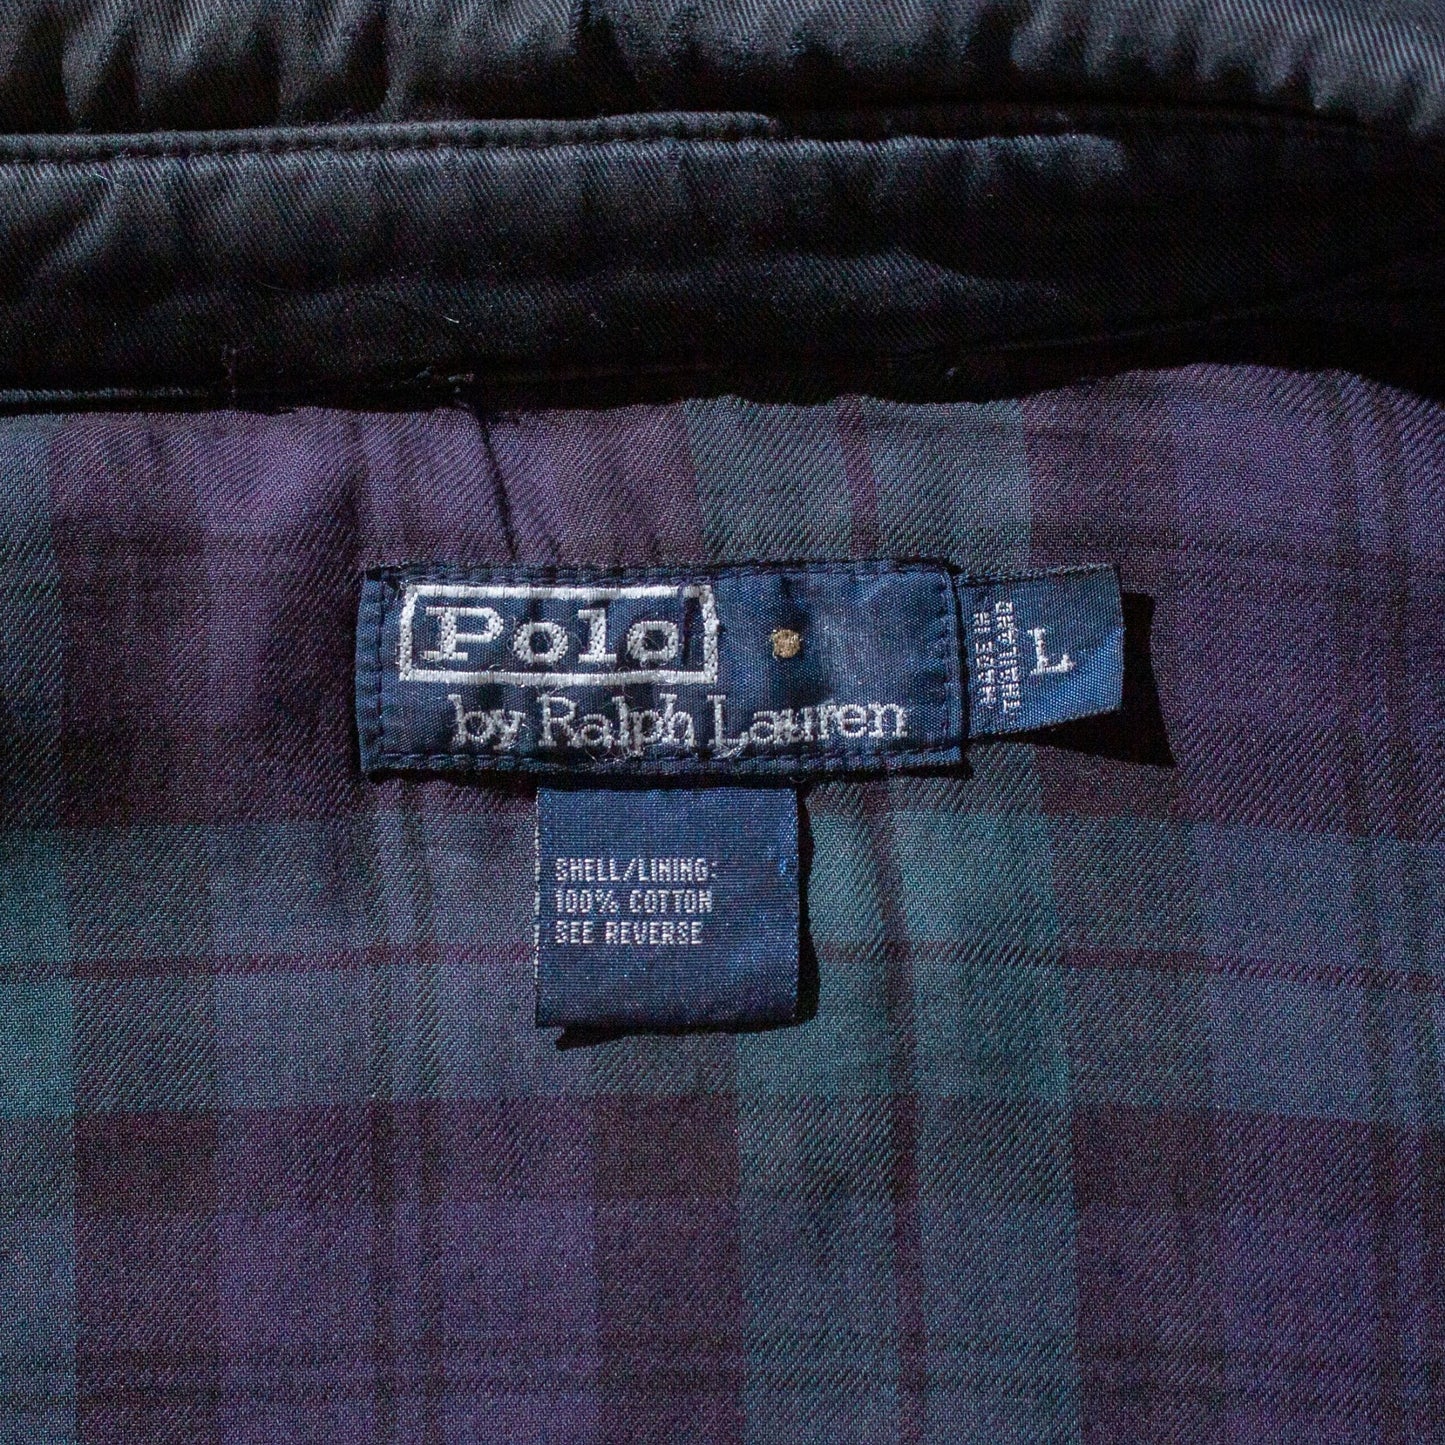 Polo
by Ralph Lauren
MADE IN
THAILAND
L
SHELL/LINING:
100% COTTON
SEE REVERSE